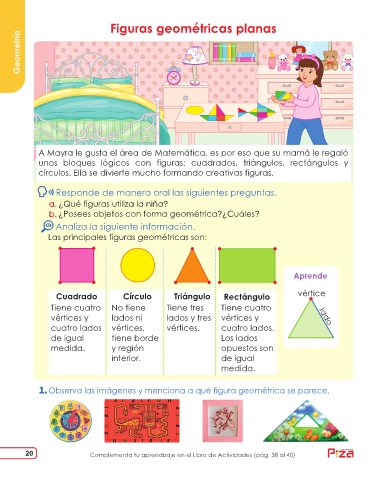 Geometría
Figuras geométricas planas
A Mayra le gusta el área de Matemática, es por eso que su mamá le regaló
unos bloques lógicos con figuras: cuadrados, triángulos, rectángulos y
círculos. Ella se divierte mucho formando creativas figuras.
Responde de manera oral las siguientes preguntas.
a. ¿Qué figuras utiliza la niña?
b. ¿Posees objetos con forma geométrica?¿Cuáles?
Analiza la siguiente información.
Las principales figuras geométricas son:
Cuadrado
Tiene cuatro
vértices y
cuatro lados
de igual
medida.
Círculo
No tiene
lados ni
vértices,
tiene borde
y región
interior.
Triángulo
Tiene tres
lados y tres
vértices.
Rectángulo
Tiene cuatro
vértices y
cuatro lados.
Los lados
opuestos son
de igual
medida.
Aprende
vértice
lado
1. Observa las imágenes y menciona a qué figura geométrica se parece.
20
Complementa tu aprendizaje en el Libro de Actividades (pág. 38 al 40)